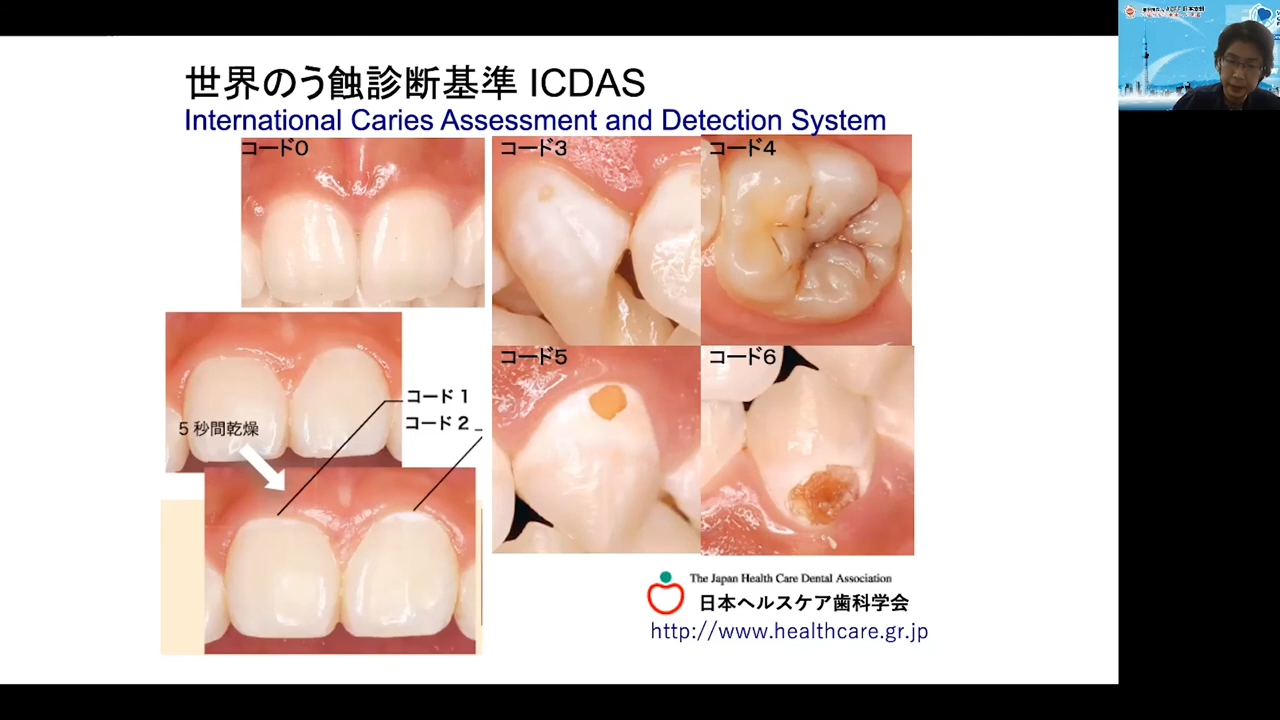 世界のう蝕診断基準 ICDAS
International Caries Assessment and Detection System
コード0
コード3
コード4
コード5
コード6
コード 1
コード 2
5 秒間乾燥
The Japan Health Care Dental Association
日本ヘルスケア歯科学会
http://www.healthcare.gr.jp